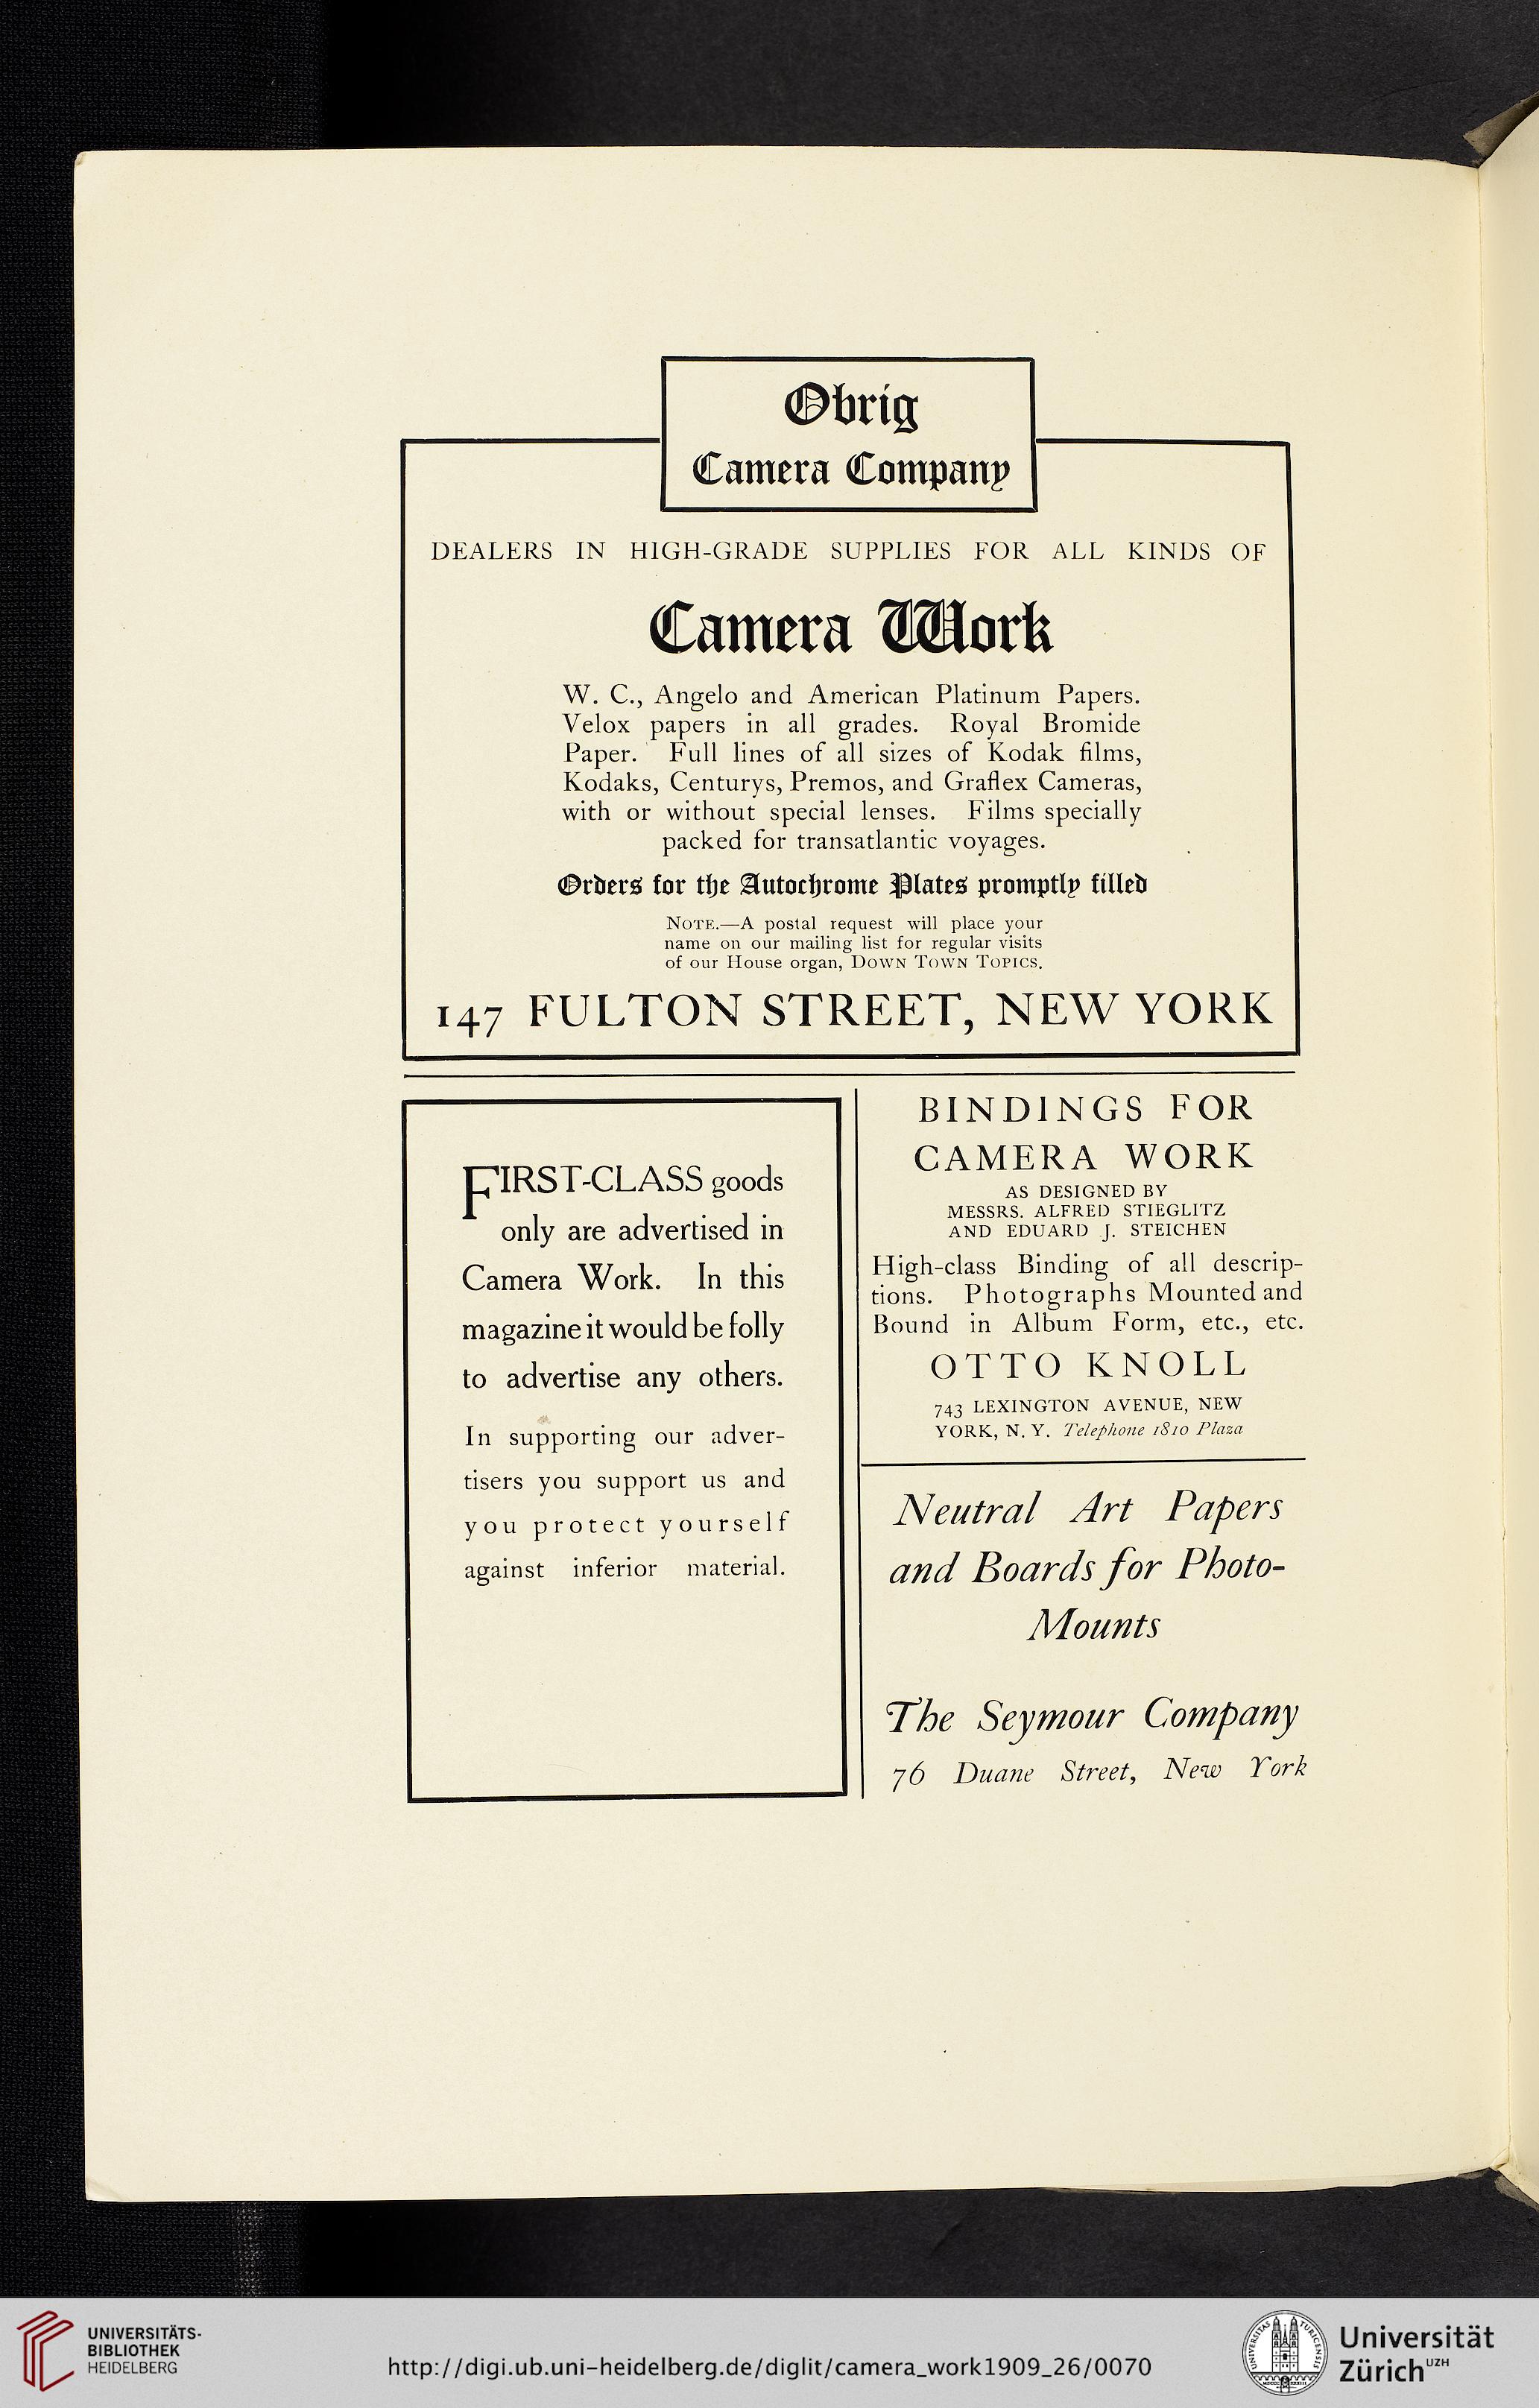 Obrig
Camera Company
DEALERS IN HIGH-GRADE SUPPLIES FOR ALL KINDS OF
Camera Work
W. C., Angelo and American Platinum Papers.
Velox papers in all grades. Royal Bromide
Paper. Full lines of all sizes of Kodak films,
Kodaks, Centurys, Premos, and Graflex Cameras,
with or without special lenses. Films specially
packed for transatlantic voyages.
Orders for the Autochrome Plates promptly filled
NOTE.—A postal request will place your
name on our mailing list for regular visits
of our House organ, DOWN TOWN TOPICS.
147 FULTON STREET, NEW YORK
FIRST-CLASS goods
only are advertised in
Camera Work. In this
magazine it would be folly
to advertise any others.
In supporting our adver-
tisers you support us and
you protect yourself
against inferior material.
BINDINGS FOR
CAMERA WORK
AS DESIGNED BY
MESSRS. ALFRED STIEGLITZ
AND EDUARD J. STEICHEN
High-class Binding of all descrip-
tions. Photographs Mounted and
Bound in Album Form, etc., etc.
OTTO KNOLL
743 LEXINGTON AVENUE, NEW
YORK, N. Y. Telephone 1810 Plaza
Neutral Art Papers
and Boards for Photo-
Mounts
The Seymour Company
76 Duane Street, New York
UNIVERSITÄTS-
BIBLIOTHEK
HEIDELBERG
http://digi.ub.uni-heidelberg.de/diglit/camera_work1909_26/0070
Universität
Zürich UZH